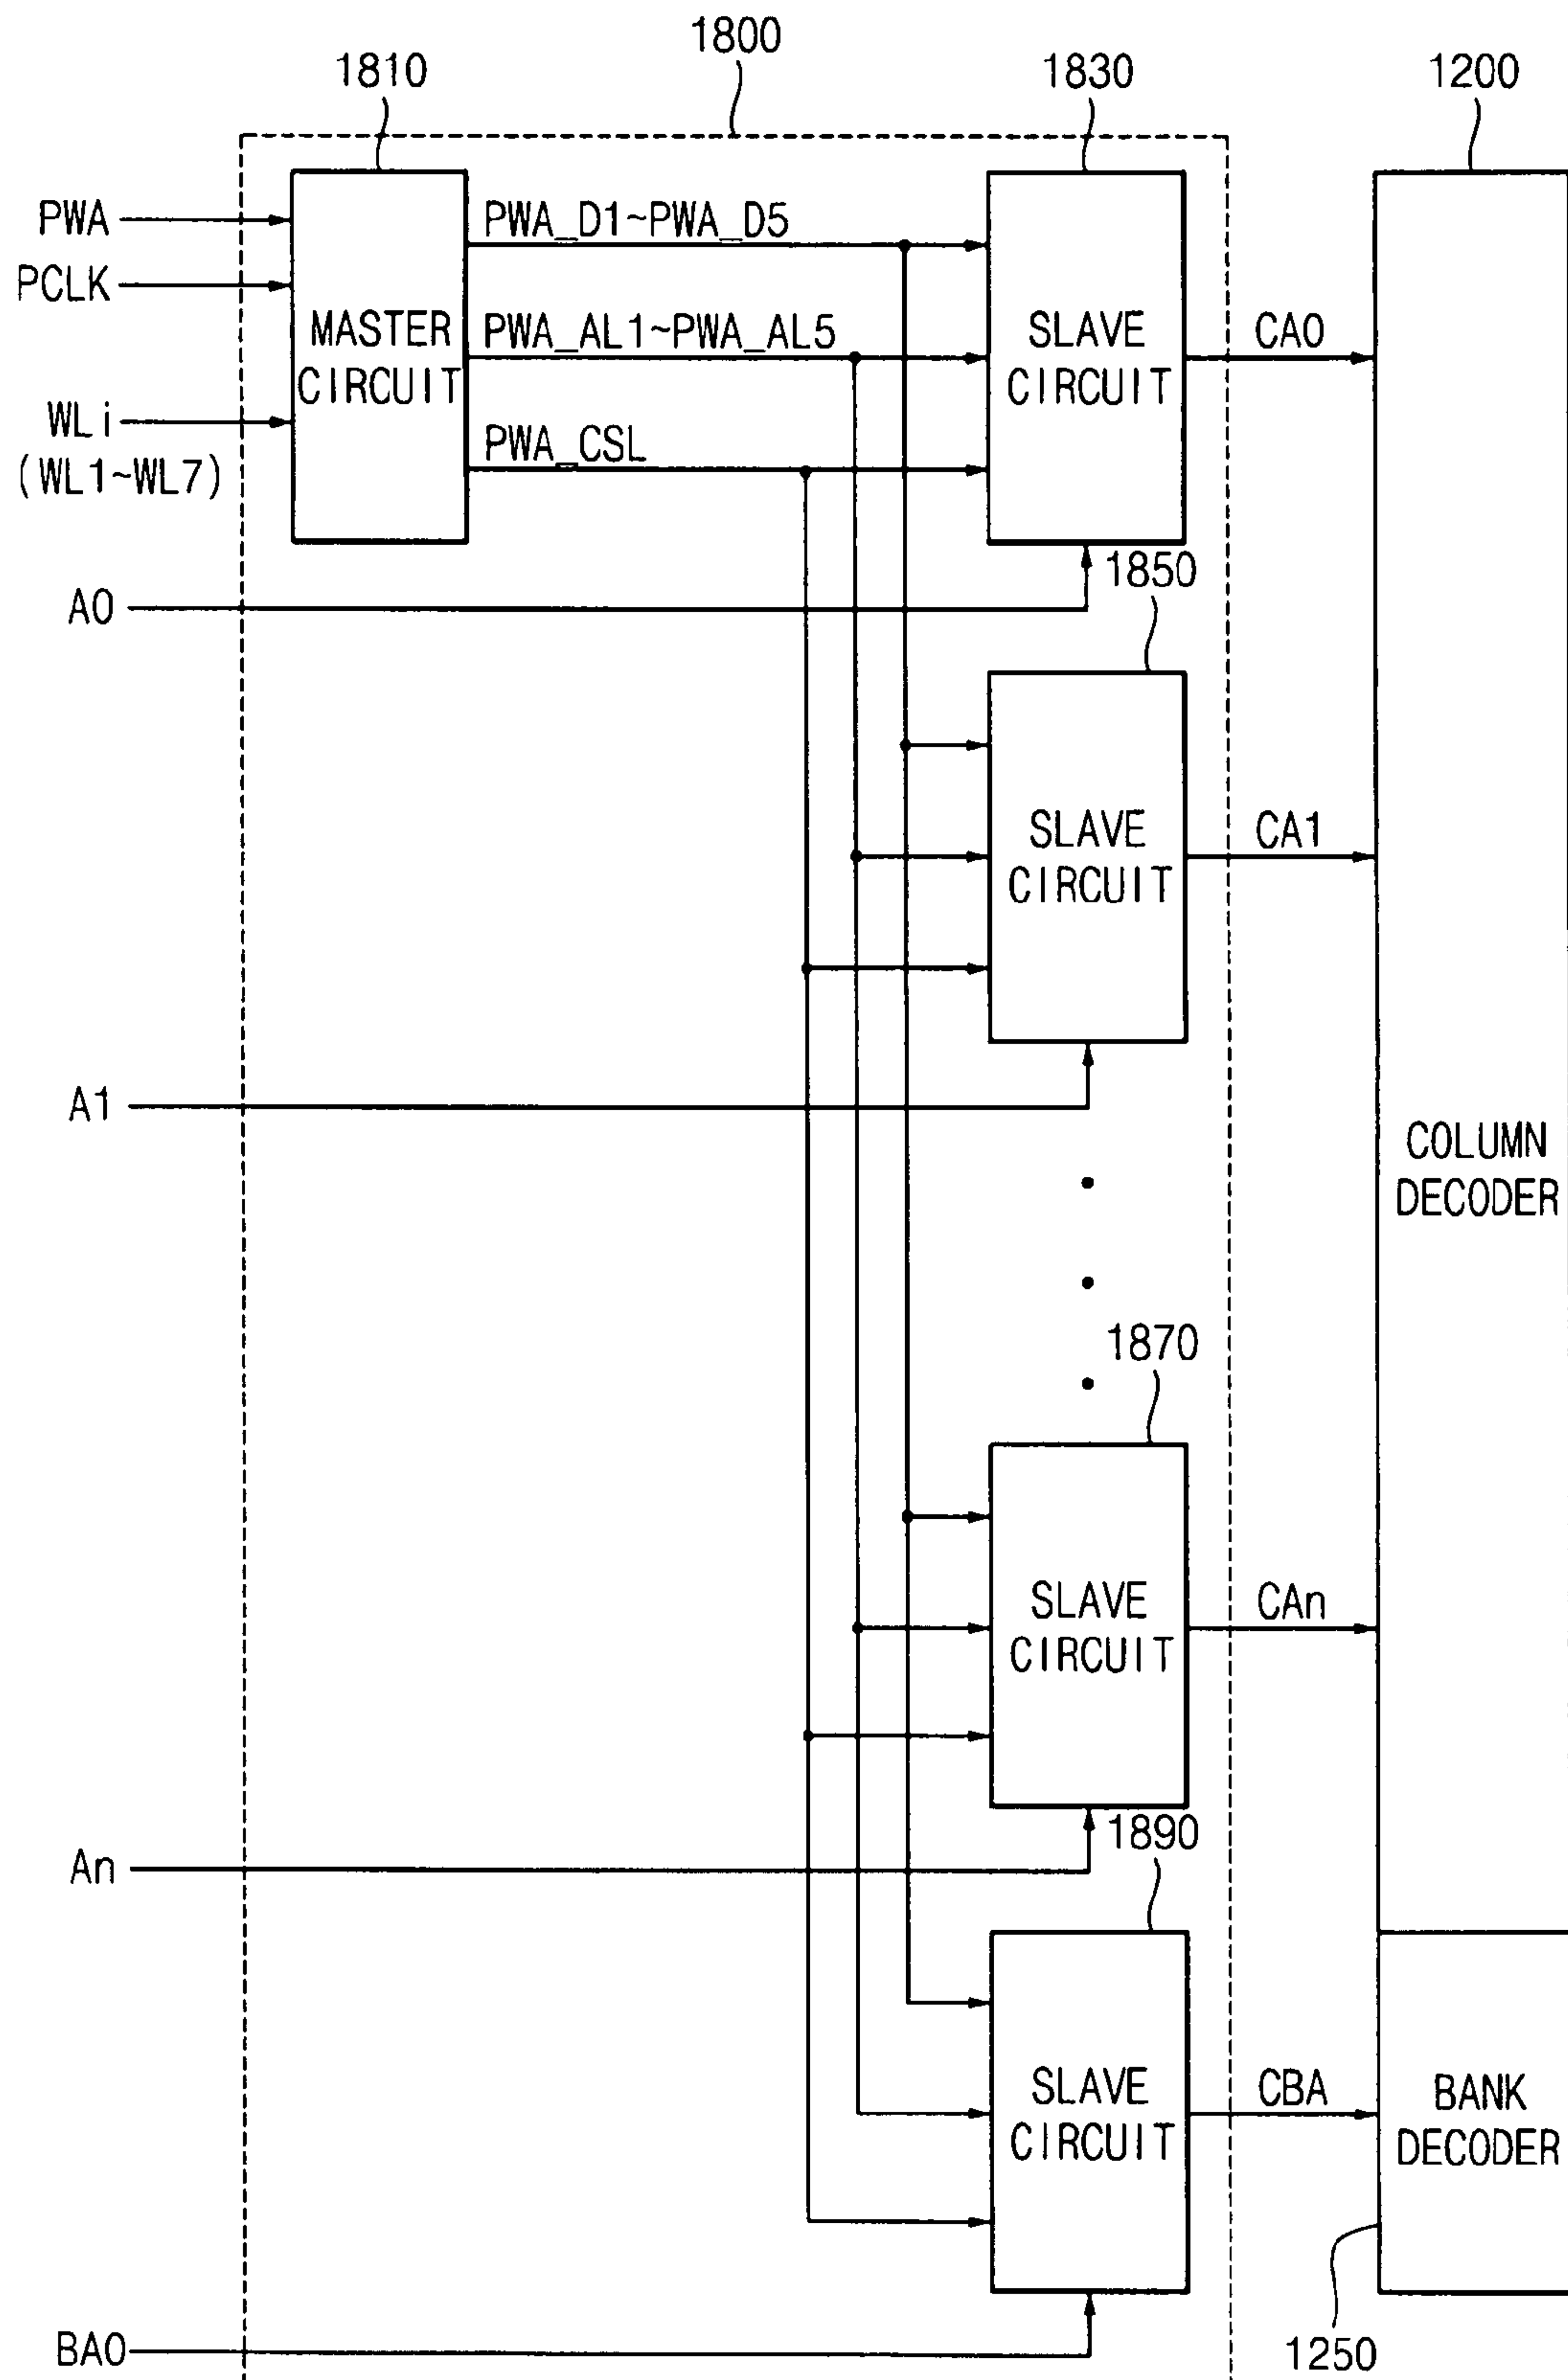 1800
1810
1830
1200
PWA
PCLK
WLi
(WL1~WL7)
MASTER
CIRCUIT
PWA_D1~PWA_D5
PWA_AL1~PWA_AL5
PWA_CSL
SLAVE
CIRCUIT
CA0
A0
1850
SLAVE
CIRCUIT
CA1
A1
COLUMN
DECODER
1870
SLAVE
CIRCUIT
CAn
An
1890
SLAVE
CIRCUIT
CBA
BANK
DECODER
BA0
1250